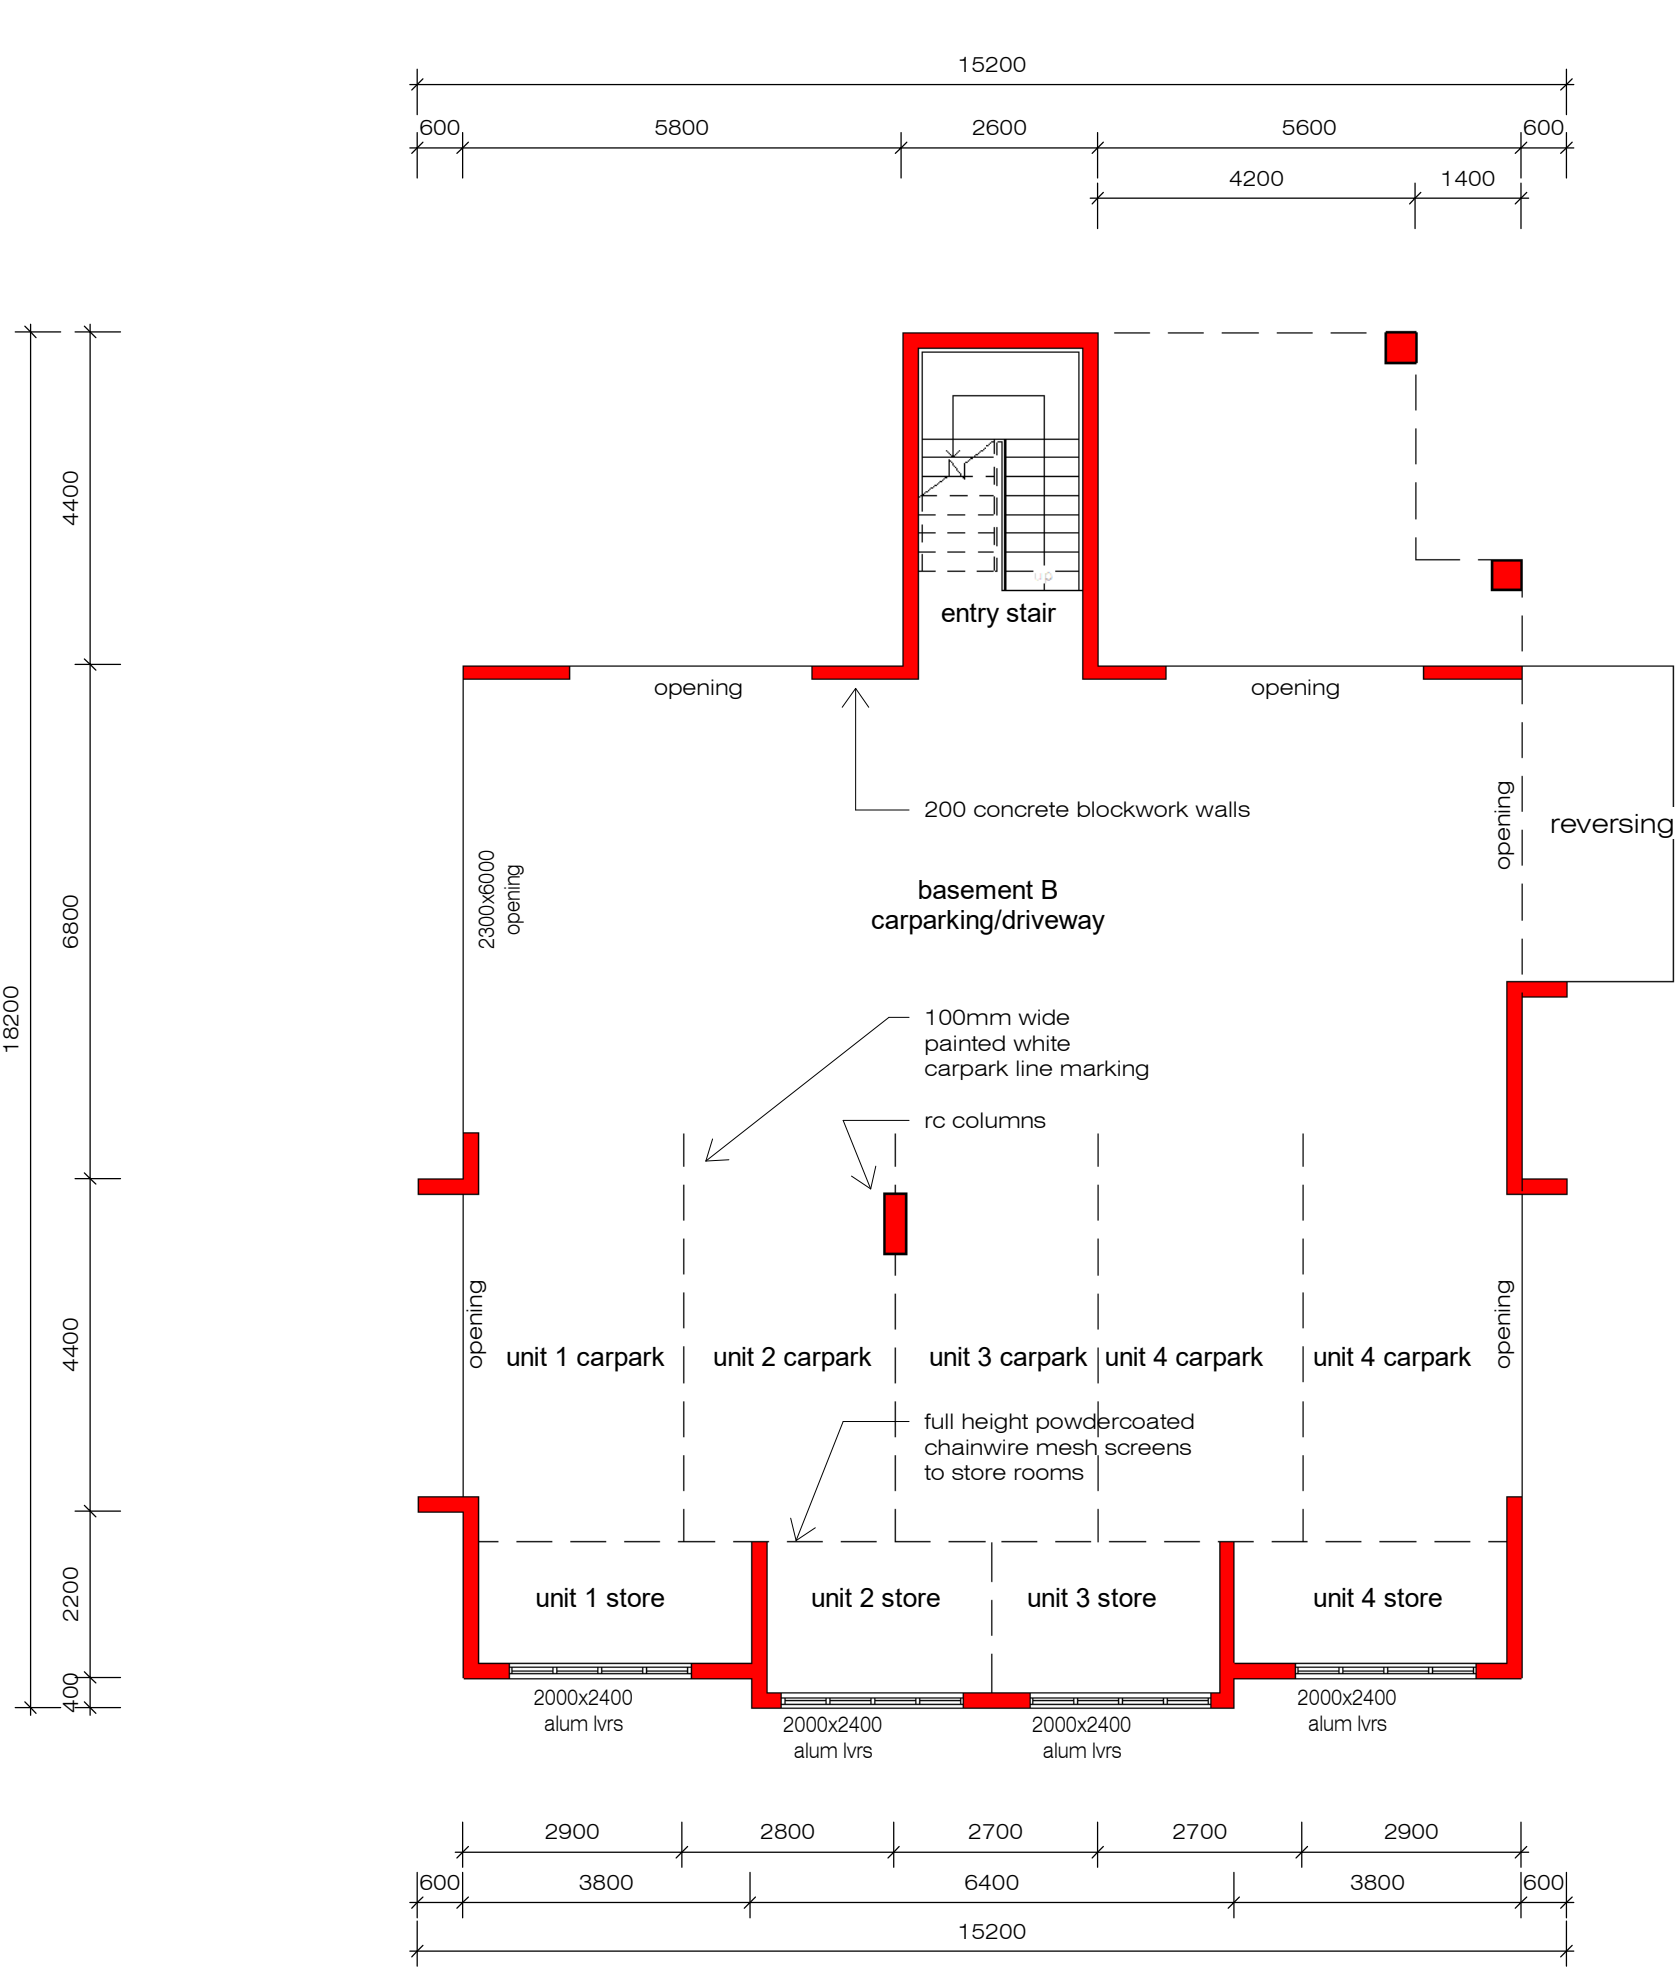 15200
600 5800 2600 5600 600
4200 1400
4400
6800
18200
4400
2200
400
up
entry stair
opening
opening
200 concrete blockwork walls
opening
reversing
2300x6000
opening
basement B
carparking/driveway
100mm wide
painted white
carpark line marking
rc columns
opening
opening
unit 1 carpark unit 2 carpark unit 3 carpark unit 4 carpark unit 4 carpark
full height powdercoated
chainwire mesh screens
to store rooms
unit 1 store unit 2 store unit 3 store unit 4 store
2000x2400
alum lvrs
2000x2400
alum lvrs
2000x2400
alum lvrs
2000x2400
alum lvrs
2900 2800 2700 2700 2900
600 3800 6400 3800 600
15200